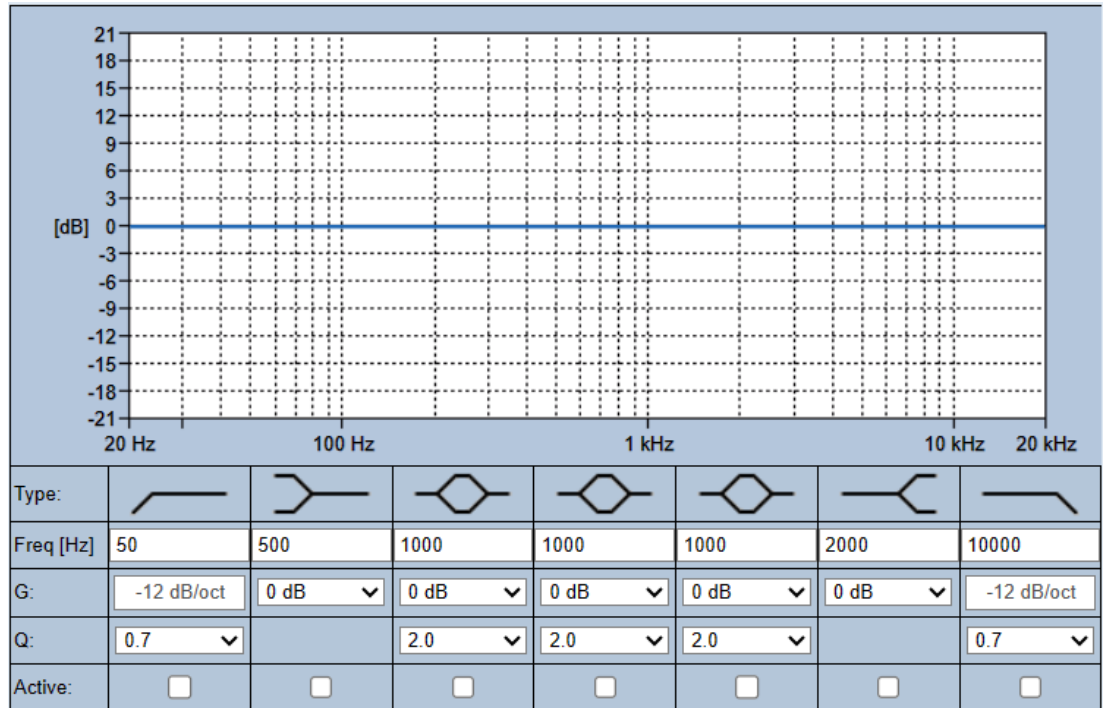 21
18
15
12
9
6
3
[dB] 0
-3
-6
-9
-12
-15
-18
-21
20 Hz 100 Hz 1 kHz 10 kHz 20 kHz
Type:
Freq [Hz] 50 500 1000 1000 1000 2000 10000
G: -12 dB/oct 0 dB 0 dB 0 dB 0 dB 0 dB -12 dB/oct
Q: 0.7 2.0 2.0 2.0 0.7
Active: